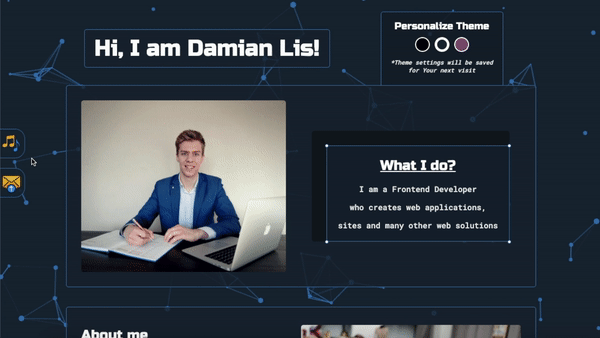 Hi, I am Damian Lis!
Personalize Theme
*Theme settings will be saved
for Your next visit
What I do?
I am a Frontend Developer
who creates web applications,
sites and many other web solutions
About me